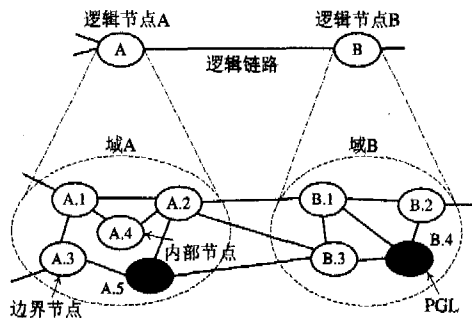 逻辑节点A
逻辑节点B
A
B
逻辑链路
域A
域B
A.1
A.2
B.1
B.2
A.4
内部节点
B.4
A.3
A.5
B.3
边界节点
PGL